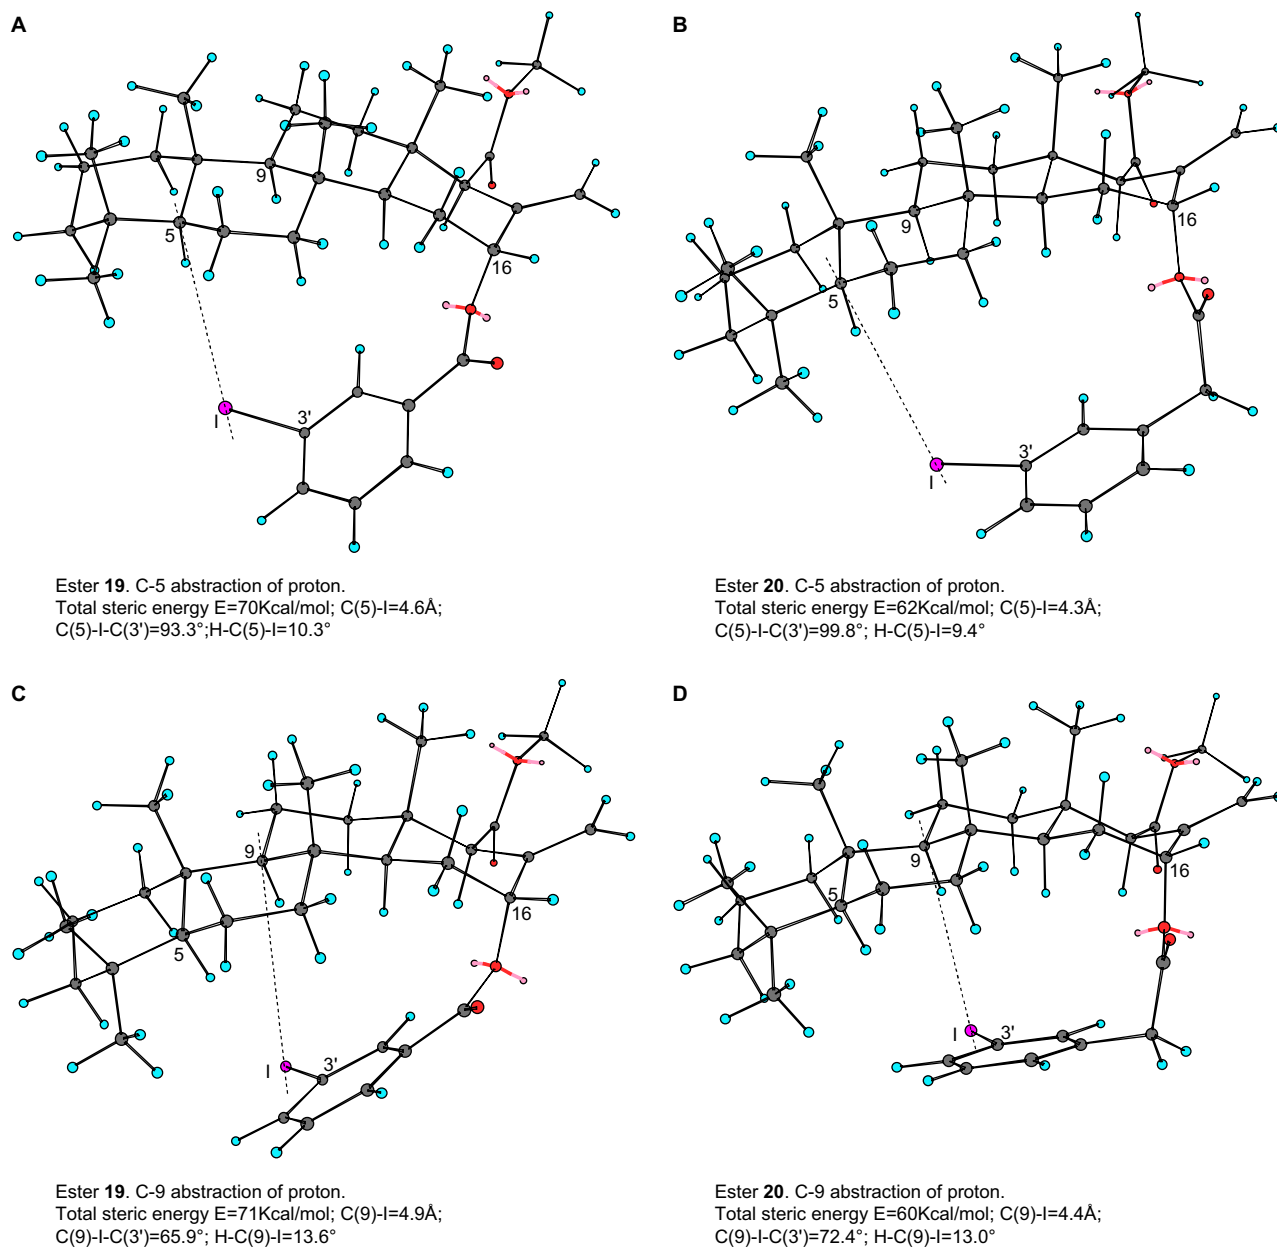 A
9
5
16
3'
I
Ester 19. C-5 abstraction of proton.
Total steric energy E=70Kcal/mol; C(5)-I=4.6Å;
C(5)-I-C(3')=93.3°;H-C(5)-I=10.3°
B
9
16
5
3'
I
Ester 20. C-5 abstraction of proton.
Total steric energy E=62Kcal/mol; C(5)-I=4.3Å;
C(5)-I-C(3')=99.8°; H-C(5)-I=9.4°
C
9
16
5
I
3'
Ester 19. C-9 abstraction of proton.
Total steric energy E=71Kcal/mol; C(9)-I=4.9Å;
C(9)-I-C(3')=65.9°; H-C(9)-I=13.6°
D
9
16
5
I
3'
Ester 20. C-9 abstraction of proton.
Total steric energy E=60Kcal/mol; C(9)-I=4.4Å;
C(9)-I-C(3')=72.4°; H-C(9)-I=13.0°